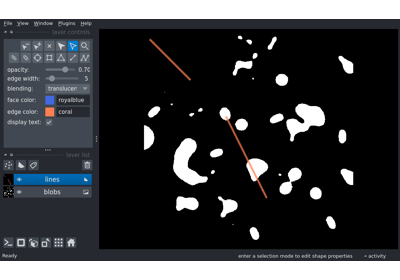 File View Window Plugins Help
layer controls
opacity: 0.70
edge width: 5
blending: translucen
face color: royalblue
edge color: coral
display text:
layer list
lines
blobs
Ready enter a selection mode to edit shape properties activity